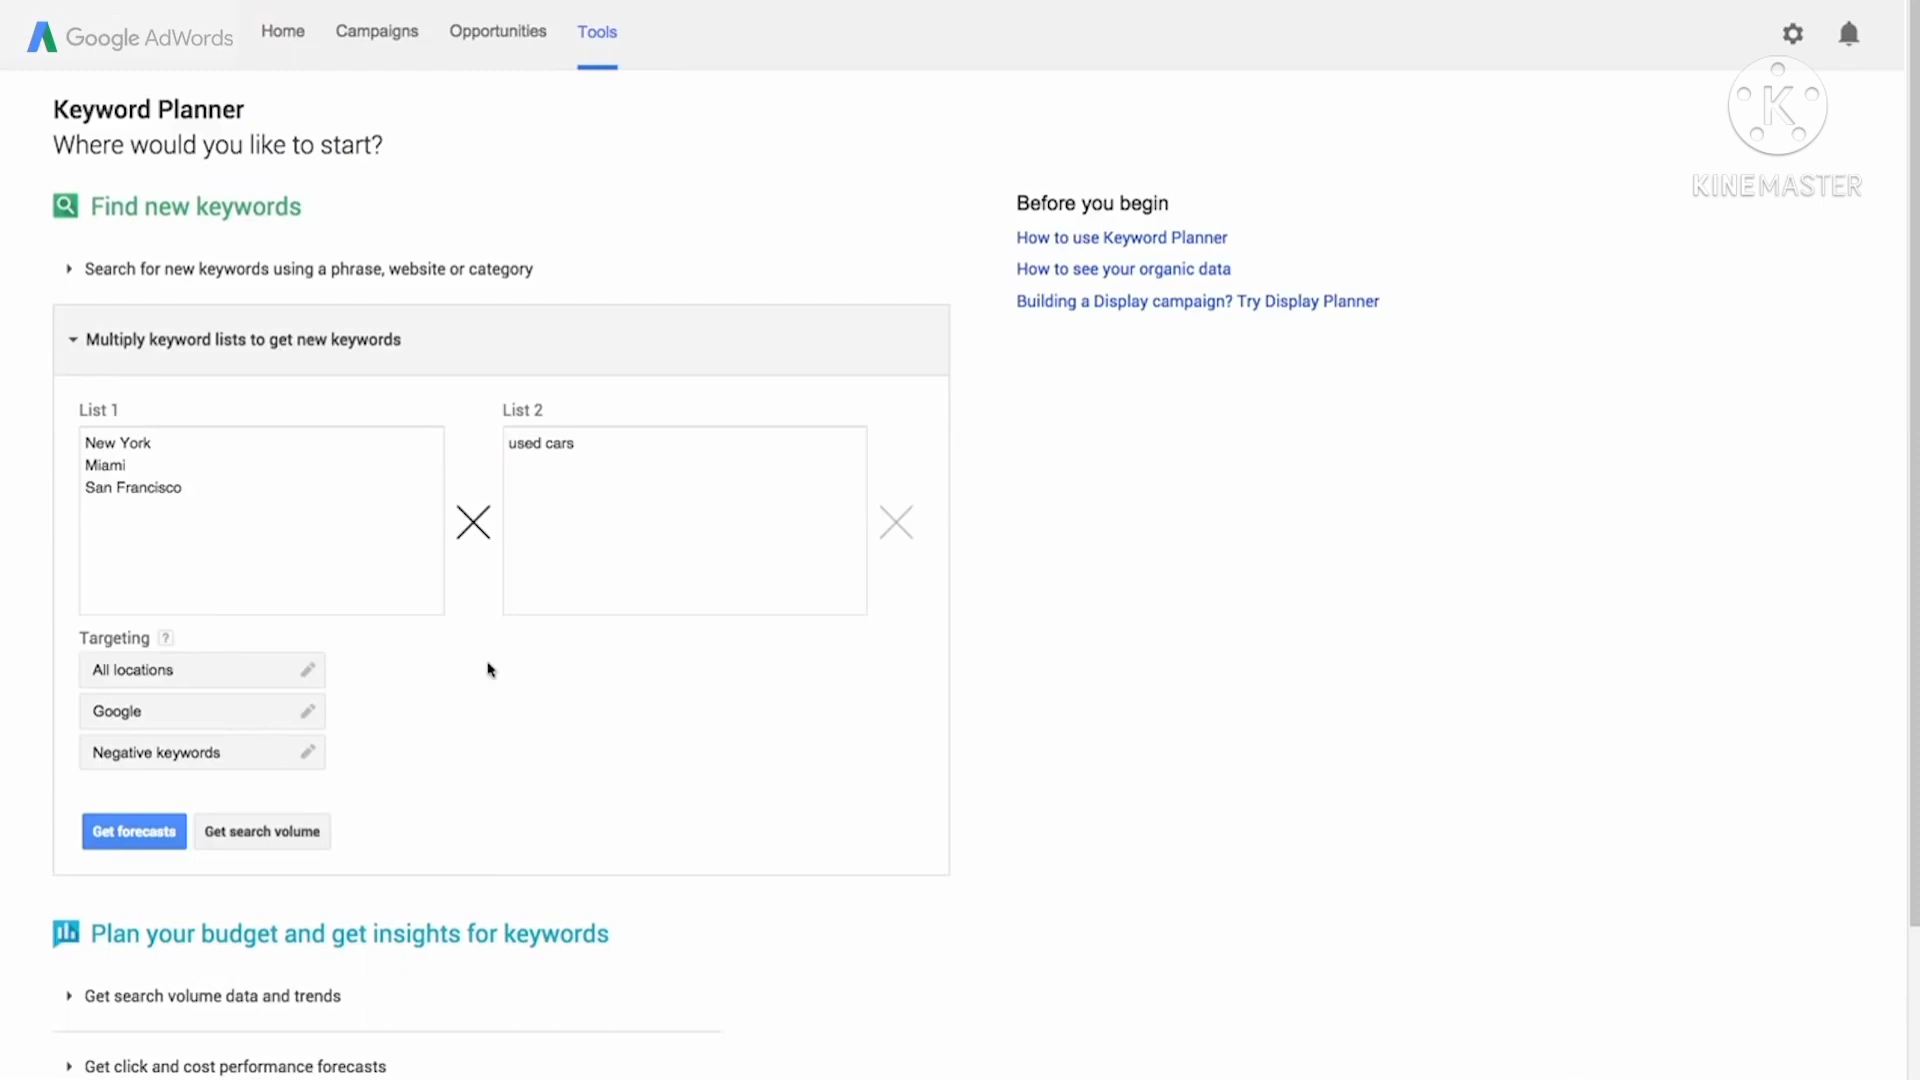 Google AdWords Home Campaigns Opportunities Tools
K
KINEMASTER
Keyword Planner
Where would you like to start?
Find new keywords
Search for new keywords using a phrase, website or category
Multiply keyword lists to get new keywords
List 1
New York
Miami
San Francisco
List 2
used cars
Targeting ?
All locations
Google
Negative keywords
Get forecasts Get search volume
Before you begin
How to use Keyword Planner
How to see your organic data
Building a Display campaign? Try Display Planner
Plan your budget and get insights for keywords
Get search volume data and trends
Get click and cost performance forecasts